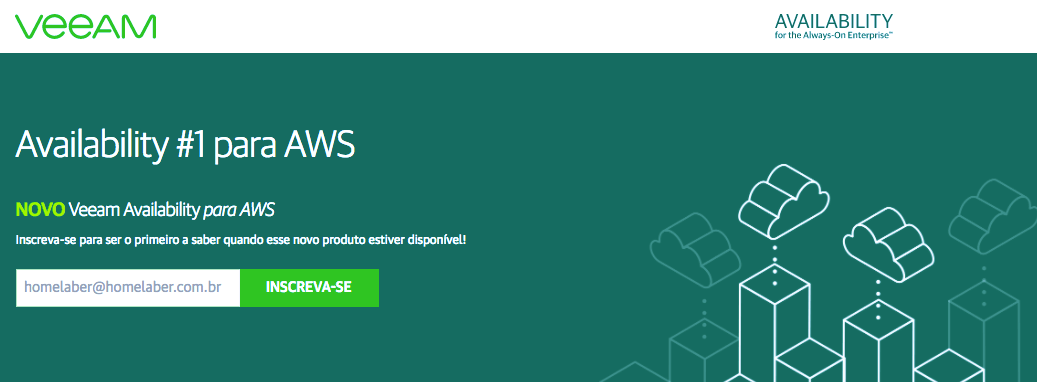 VEEAM
AVAILABILITY
for the Always-On Enterprise™
Availability #1 para AWS
NOVO Veeam Availability para AWS
Inscreva-se para ser o primeiro a saber quando esse novo produto estiver disponível!
homelaber@homelaber.com.br
INSCREVA-SE